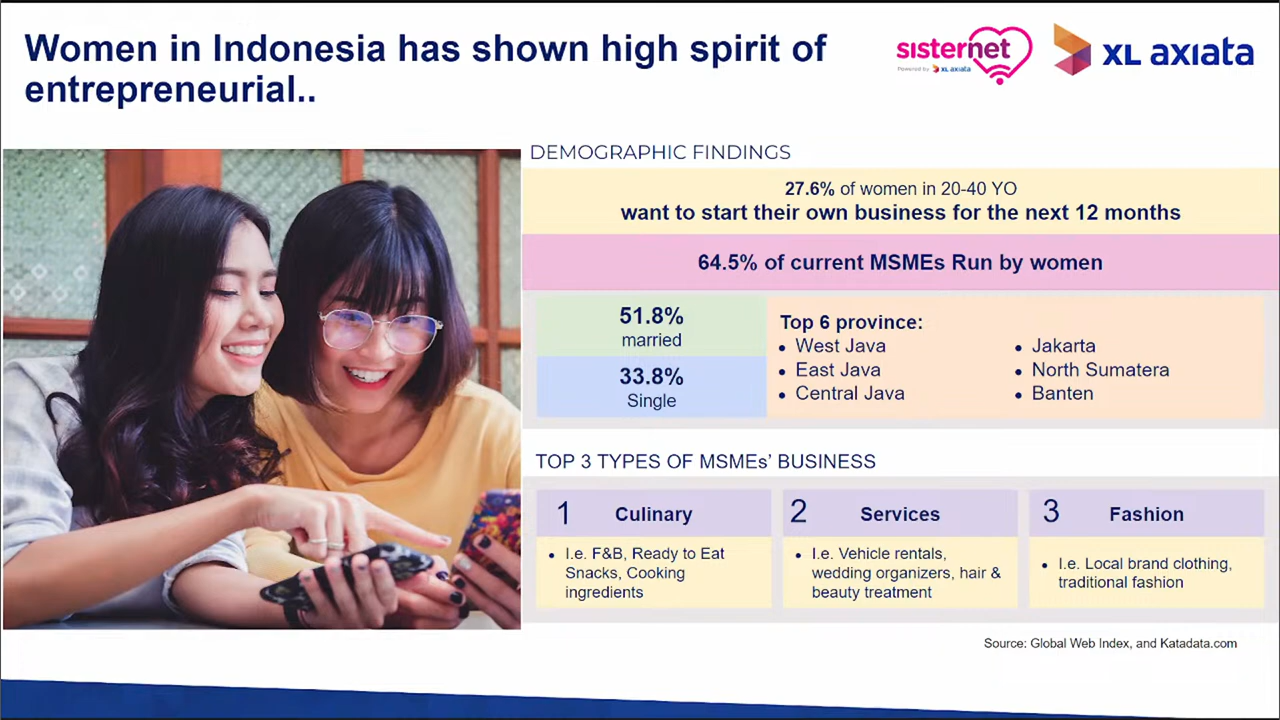 Women in Indonesia has shown high spirit of
entrepreneurial..
sisternet
Powered by XL axiata
XL axiata
DEMOGRAPHIC FINDINGS
27.6% of women in 20-40 YO
want to start their own business for the next 12 months
64.5% of current MSMEs Run by women
51.8%
married
33.8%
Single
Top 6 province:
• West Java
• East Java
• Central Java
• Jakarta
• North Sumatera
• Banten
TOP 3 TYPES OF MSMEs' BUSINESS
1 Culinary
• I.e. F&B, Ready to Eat
Snacks, Cooking
ingredients
2 Services
• I.e. Vehicle rentals,
wedding organizers, hair &
beauty treatment
3 Fashion
• I.e. Local brand clothing,
traditional fashion
Source: Global Web Index, and Katadata.com